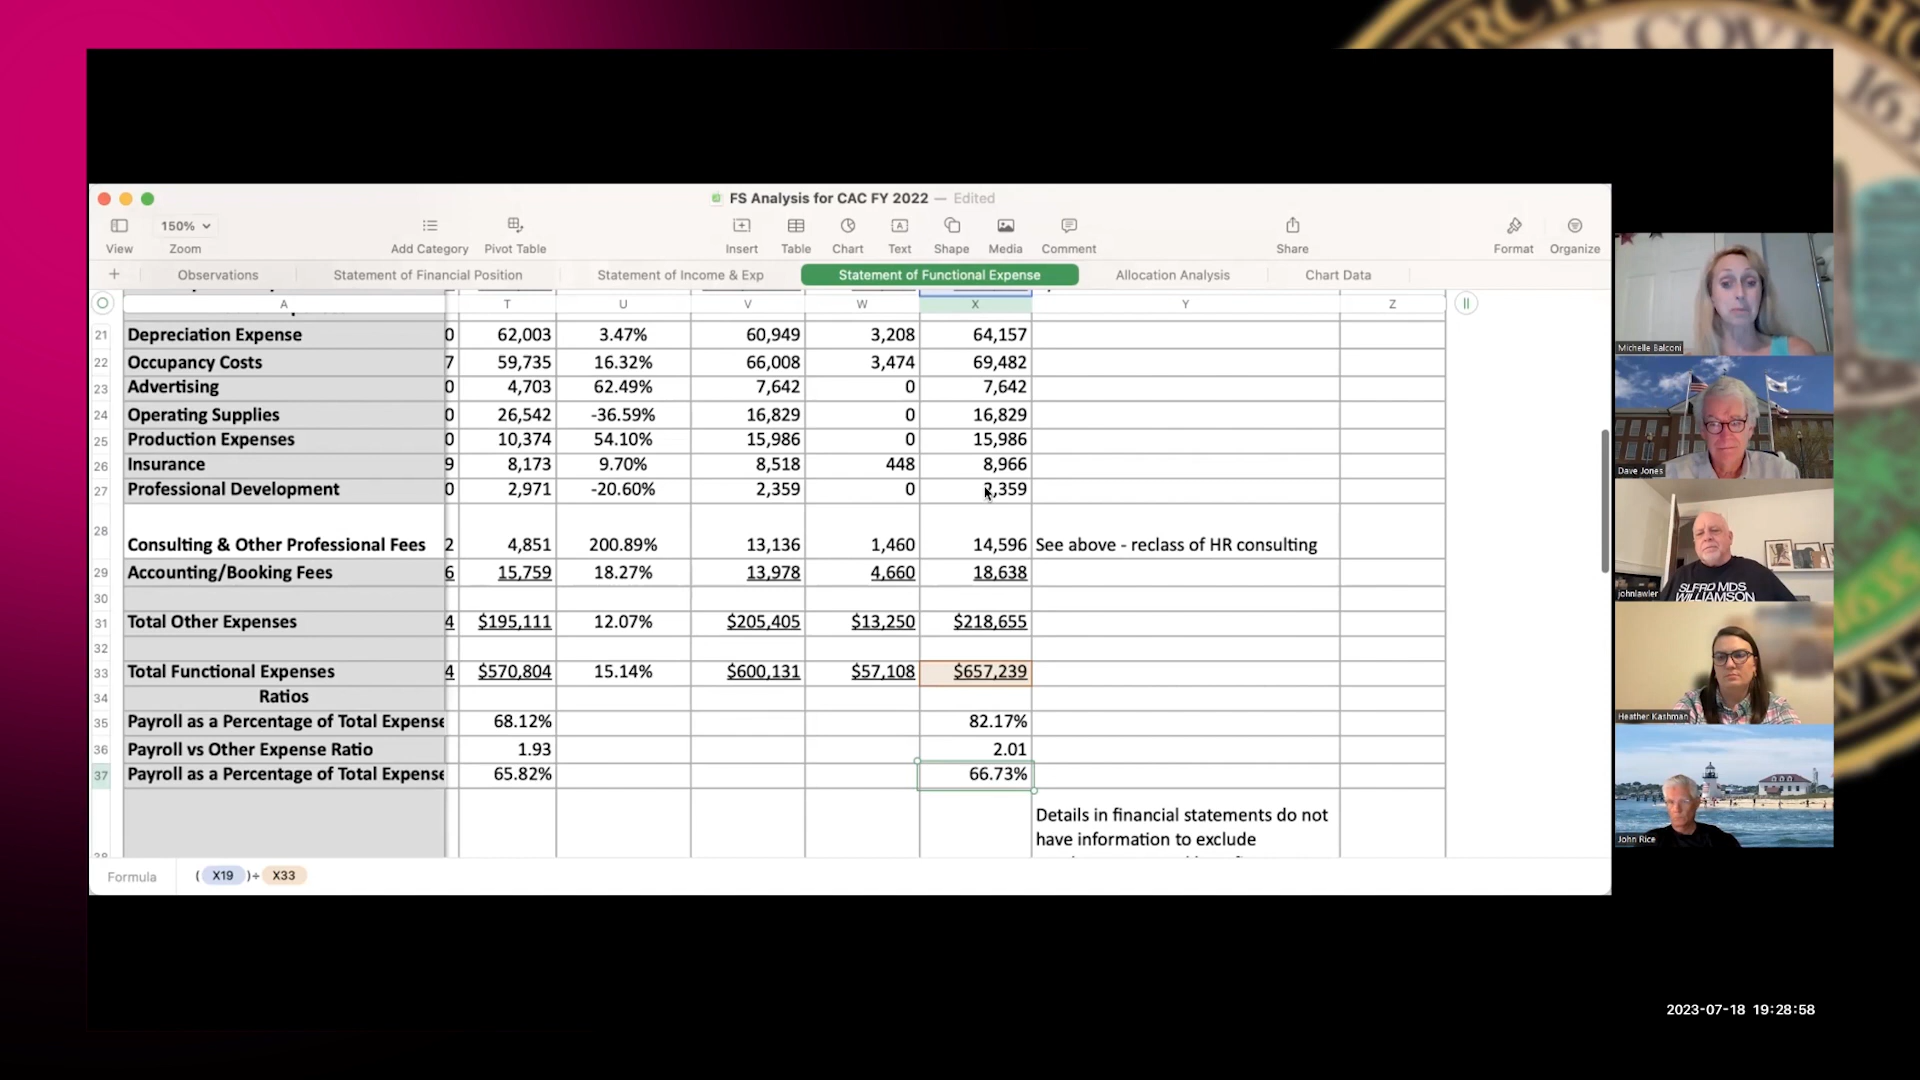 FS Analysis for CAC FY 2022 — Edited
150%
View Zoom Add Category Pivot Table Insert Table Chart Text Shape Media Comment Share Format Organize
+ Observations Statement of Financial Position Statement of Income & Exp Statement of Functional Expense Allocation Analysis Chart Data
A T U V W X Y Z
21 Depreciation Expense 0 62,003 3.47% 60,949 3,208 64,157
22 Occupancy Costs 7 59,735 16.32% 66,008 3,474 69,482
23 Advertising 0 4,703 62.49% 7,642 0 7,642
24 Operating Supplies 0 26,542 -36.59% 16,829 0 16,829
25 Production Expenses 0 10,374 54.10% 15,986 0 15,986
26 Insurance 9 8,173 9.70% 8,518 448 8,966
27 Professional Development 0 2,971 -20.60% 2,359 0 2,359
28 Consulting & Other Professional Fees 2 4,851 200.89% 13,136 1,460 14,596 See above - reclass of HR consulting
29 Accounting/Booking Fees 6 15,759 18.27% 13,978 4,660 18,638
30
31 Total Other Expenses 4 $195,111 12.07% $205,405 $13,250 $218,655
32
33 Total Functional Expenses 4 $570,804 15.14% $600,131 $57,108 $657,239
34 Ratios
35 Payroll as a Percentage of Total Expense 68.12% 82.17%
36 Payroll vs Other Expense Ratio 1.93 2.01
37 Payroll as a Percentage of Total Expense 65.82% 66.73%
Details in financial statements do not
have information to exclude
Formula ( X19 )÷ X33
Michelle Balconi
Dave Jones
johnlawler
SLFRD MDS
WILLIAMSON
Heather Kashman
John Rice
2023-07-18 19:28:58